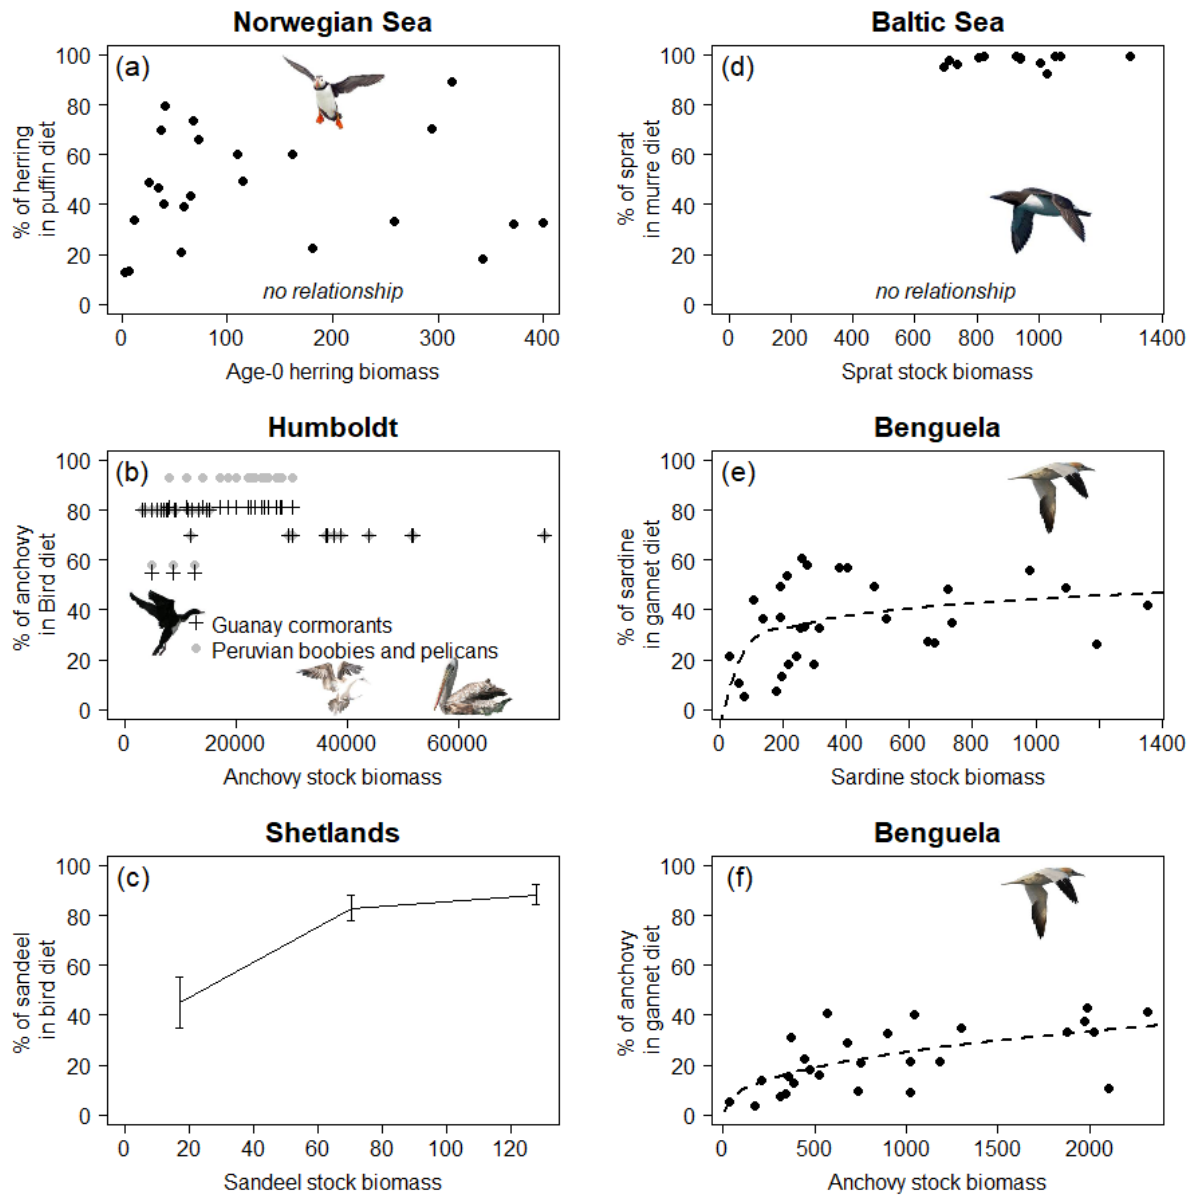 Norwegian Sea
(a)
% of herring
in puffin diet
100
80
60
40
20
0
no relationship
0 100 200 300 400
Age-0 herring biomass
Baltic Sea
(d)
% of sprat
in murre diet
100
80
60
40
20
0
no relationship
0 200 400 600 800 1000 1400
Sprat stock biomass
Humboldt
(b)
% of anchovy
in Bird diet
100
80
60
40
20
0
Guanay cormorants
Peruvian boobies and pelicans
0 20000 40000 60000
Anchovy stock biomass
Benguela
(e)
% of sardine
in gannet diet
100
80
60
40
20
0
0 200 400 600 800 1000 1400
Sardine stock biomass
Shetlands
(c)
% of sandeel
in bird diet
100
80
60
40
20
0
0 20 40 60 80 100 120
Sandeel stock biomass
Benguela
(f)
% of anchovy
in gannet diet
100
80
60
40
20
0
0 500 1000 1500 2000
Anchovy stock biomass